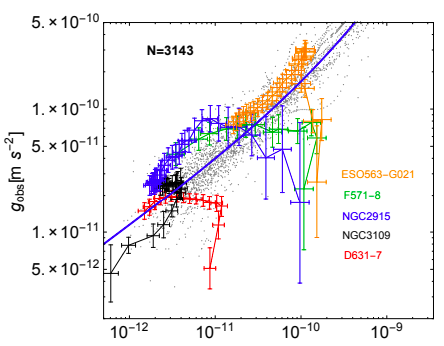 5.×10⁻¹⁰
N=3143
1.×10⁻¹⁰
5.×10⁻¹¹
g_obs[m s⁻²]
ESO563-G021
F571-8
NGC2915
1.×10⁻¹¹
NGC3109
5.×10⁻¹²
D631-7
10⁻¹² 10⁻¹¹ 10⁻¹⁰ 10⁻⁹